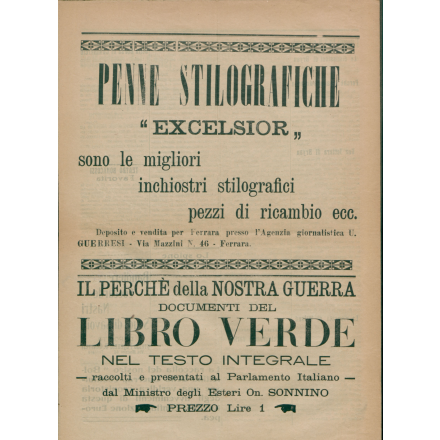 PENNE STILOGRAFICHE
"EXCELSIOR„
sono le migliori
inchiostri stilografici
pezzi di ricambio ecc.
Deposito e vendita per Ferrara presso l'Agenzia giornalistica U.
GUERRESI - Via Mazzini N. 46 - Ferrara.
IL PERCHÈ della NOSTRA GUERRA
DOCUMENTI DEL
LIBRO VERDE
NEL TESTO INTEGRALE
— raccolti e presentati al Parlamento Italiano —
dal Ministro degli Esteri On. SONNINO
PREZZO Lire 1